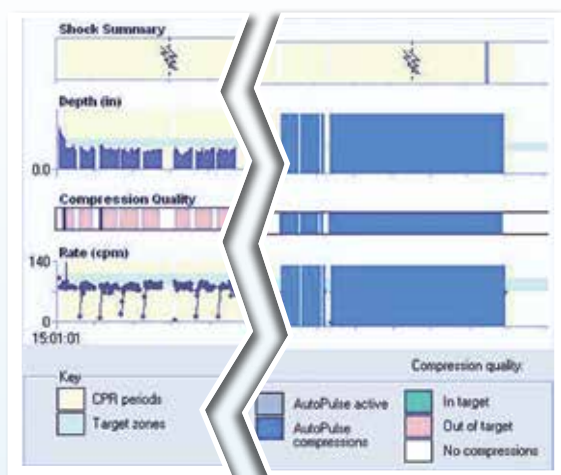 Shock Summary
Depth (in)
0.0
Compression Quality
Rate (cpm)
140
0
15:01:01
Key
CPR periods
Target zones
AutoPulse active
AutoPulse compressions
Compression quality:
In target
Out of target
No compressions